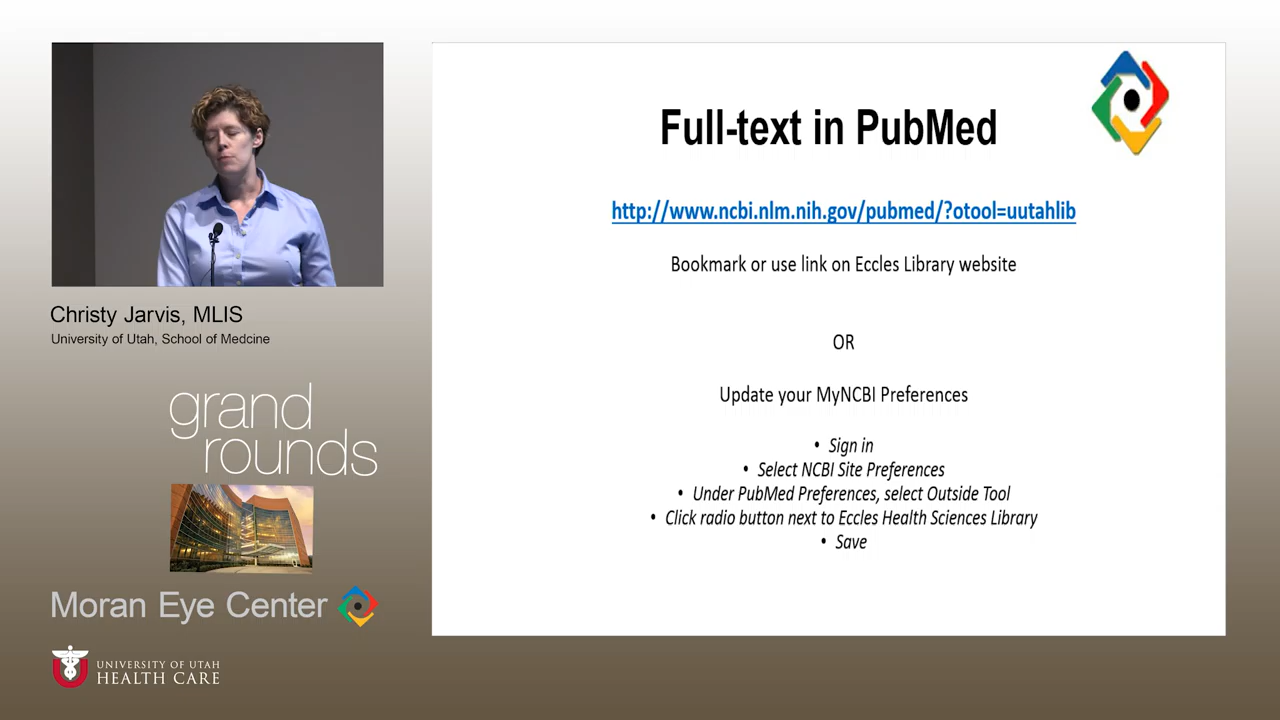 Full-text in PubMed
http://www.ncbi.nlm.nih.gov/pubmed/?otool=uutahlib
Bookmark or use link on Eccles Library website
OR
Update your MyNCBI Preferences
• Sign in
• Select NCBI Site Preferences
• Under PubMed Preferences, select Outside Tool
• Click radio button next to Eccles Health Sciences Library
• Save
Christy Jarvis, MLIS
University of Utah, School of Medcine
grand
rounds
Moran Eye Center
U
UNIVERSITY OF UTAH
HEALTH CARE